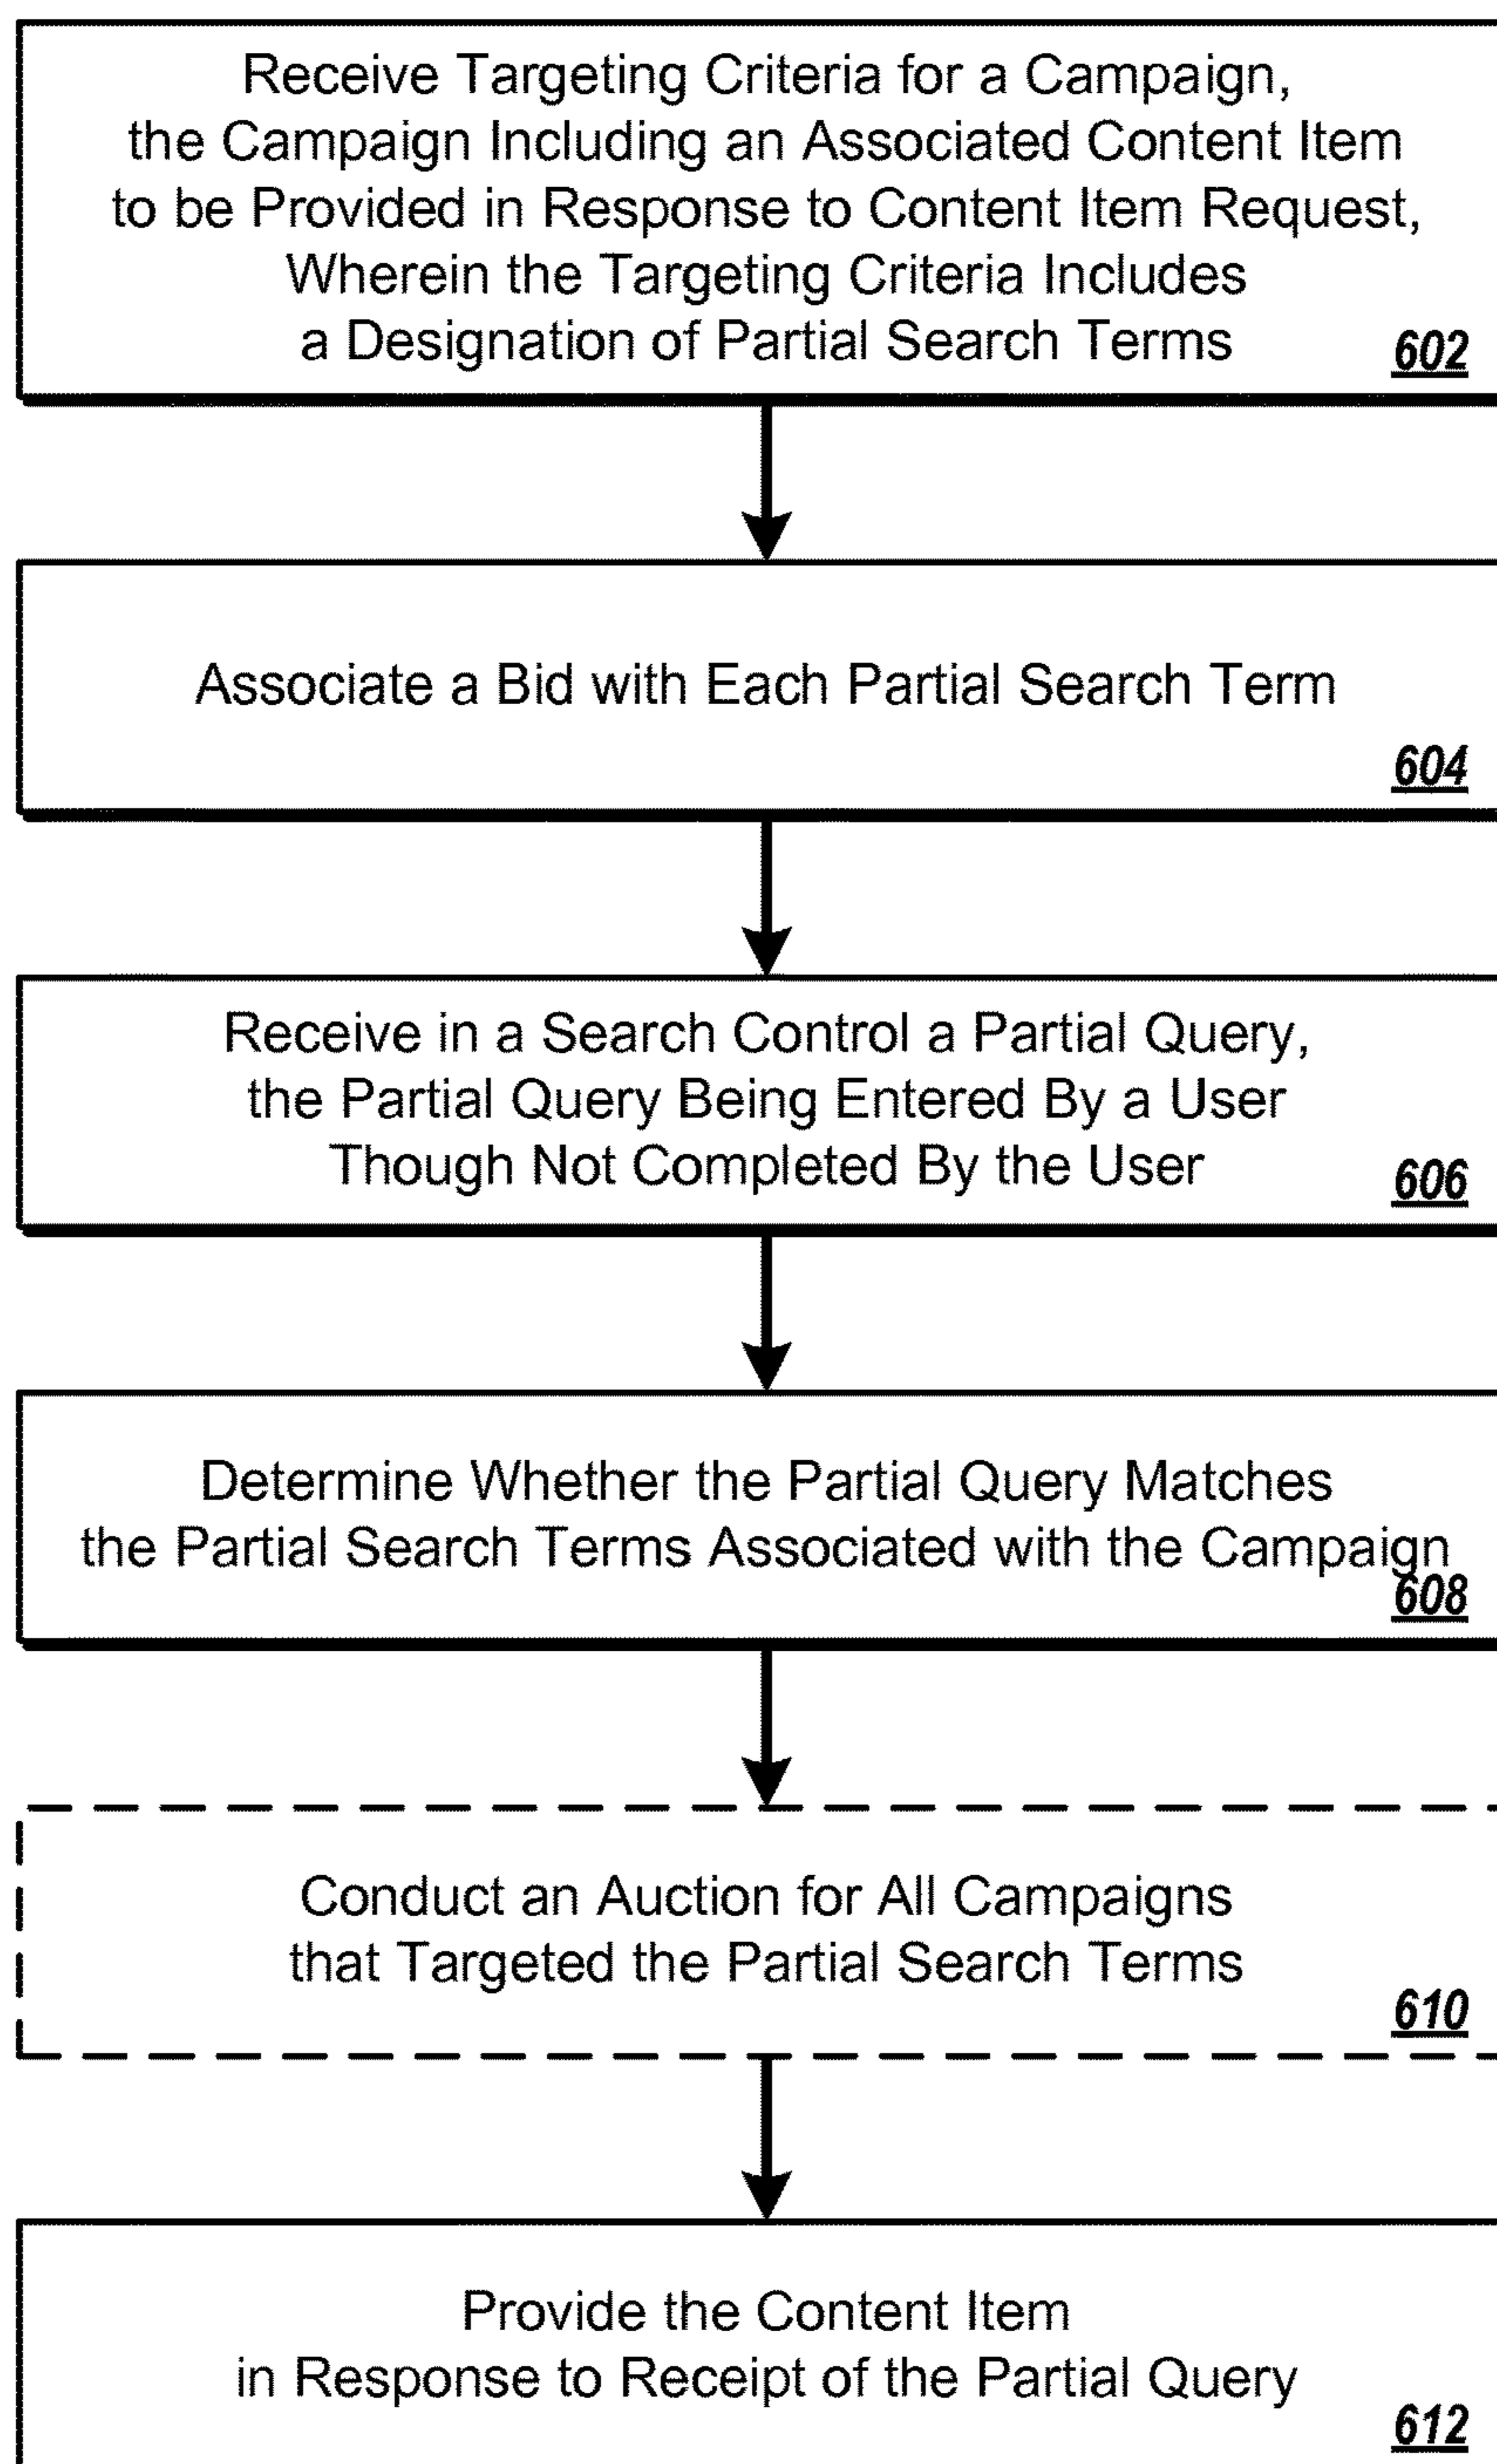 Receive Targeting Criteria for a Campaign,
the Campaign Including an Associated Content Item
to be Provided in Response to Content Item Request,
Wherein the Targeting Criteria Includes
a Designation of Partial Search Terms
602
Associate a Bid with Each Partial Search Term
604
Receive in a Search Control a Partial Query,
the Partial Query Being Entered By a User
Though Not Completed By the User
606
Determine Whether the Partial Query Matches
the Partial Search Terms Associated with the Campaign
608
Conduct an Auction for All Campaigns
that Targeted the Partial Search Terms
610
Provide the Content Item
in Response to Receipt of the Partial Query
612